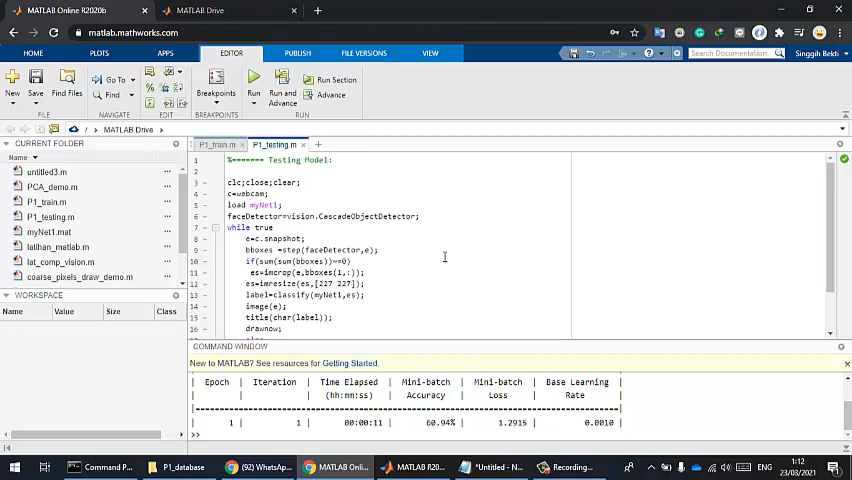 MATLAB Online R2020b
MATLAB Drive
matlab.mathworks.com
HOME PLOTS APPS EDITOR PUBLISH FILE VERSIONS VIEW
Search Documentation
Singgih Bekti
New Save Find Files Go To Find Breakpoints Run Run and Advance Run Section Advance
FILE NAVIGATE EDIT BREAKPOINTS RUN
/ MATLAB Drive
CURRENT FOLDER
Name
untitled3.m
PCA_demo.m
P1_train.m
P1_testing.m
myNet1.mat
latihan_matlab.m
lat_comp_vision.m
coarse_pixels_draw_demo.m
WORKSPACE
Name Value Size Class
P1_train.m P1_testing.m
1 %======= Testing Model:
2
3 clc;close;clear;
4 c=webcam;
5 load myNet1;
6 faceDetector=vision.CascadeObjectDetector;
7 while true
8 e=c.snapshot;
9 bboxes =step(faceDetector,e);
10 if(sum(sum(bboxes))~=0)
11 es=imcrop(e,bboxes(1,:));
12 es=imresize(es,[227 227]);
13 label=classify(myNet1,es);
14 image(e);
15 title(char(label));
16 drawnow;
COMMAND WINDOW
New to MATLAB? See resources for Getting Started.
| Epoch | Iteration | Time Elapsed | Mini-batch | Mini-batch | Base Learning
| | | (hh:mm:ss) | Accuracy | Loss | Rate
| 1 | 1 | 00:00:11 | 60.94% | 1.2915 | 0.0010 |
>>
Command P...
P1_database
(92) WhatsAp...
MATLAB Onli...
MATLAB R20...
*Untitled - N...
Recording...
ENG
1:12
23/03/2021